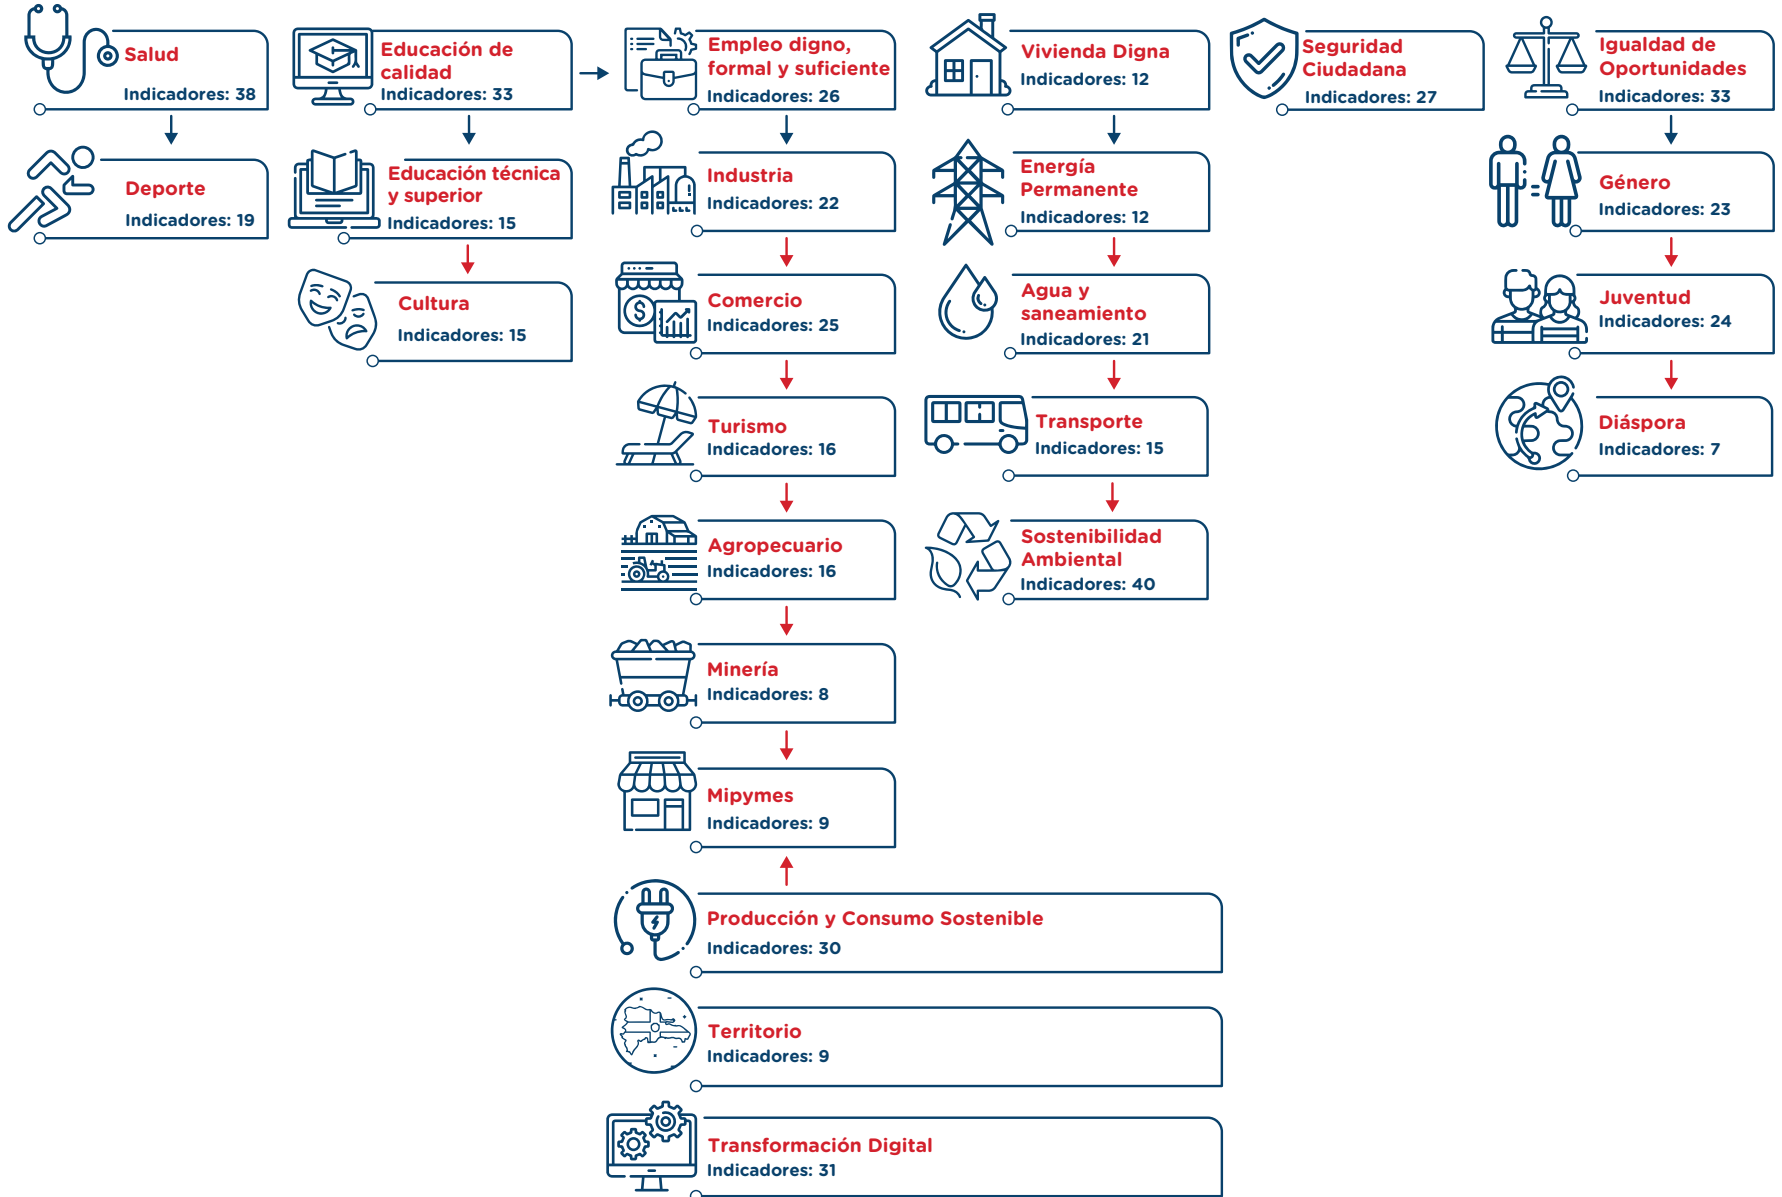 Salud
Indicadores: 38
Deporte
Indicadores: 19
Educación de
calidad
Indicadores: 33
Educación técnica
y superior
Indicadores: 15
Cultura
Indicadores: 15
Empleo digno,
formal y suficiente
Indicadores: 26
Industria
Indicadores: 22
Comercio
Indicadores: 25
Turismo
Indicadores: 16
Agropecuario
Indicadores: 16
Minería
Indicadores: 8
Mipymes
Indicadores: 9
Producción y Consumo Sostenible
Indicadores: 30
Territorio
Indicadores: 9
Transformación Digital
Indicadores: 31
Vivienda Digna
Indicadores: 12
Energía
Permanente
Indicadores: 12
Agua y
saneamiento
Indicadores: 21
Transporte
Indicadores: 15
Sostenibilidad
Ambiental
Indicadores: 40
Seguridad
Ciudadana
Indicadores: 27
Igualdad de
Oportunidades
Indicadores: 33
Género
Indicadores: 23
Juventud
Indicadores: 24
Diáspora
Indicadores: 7